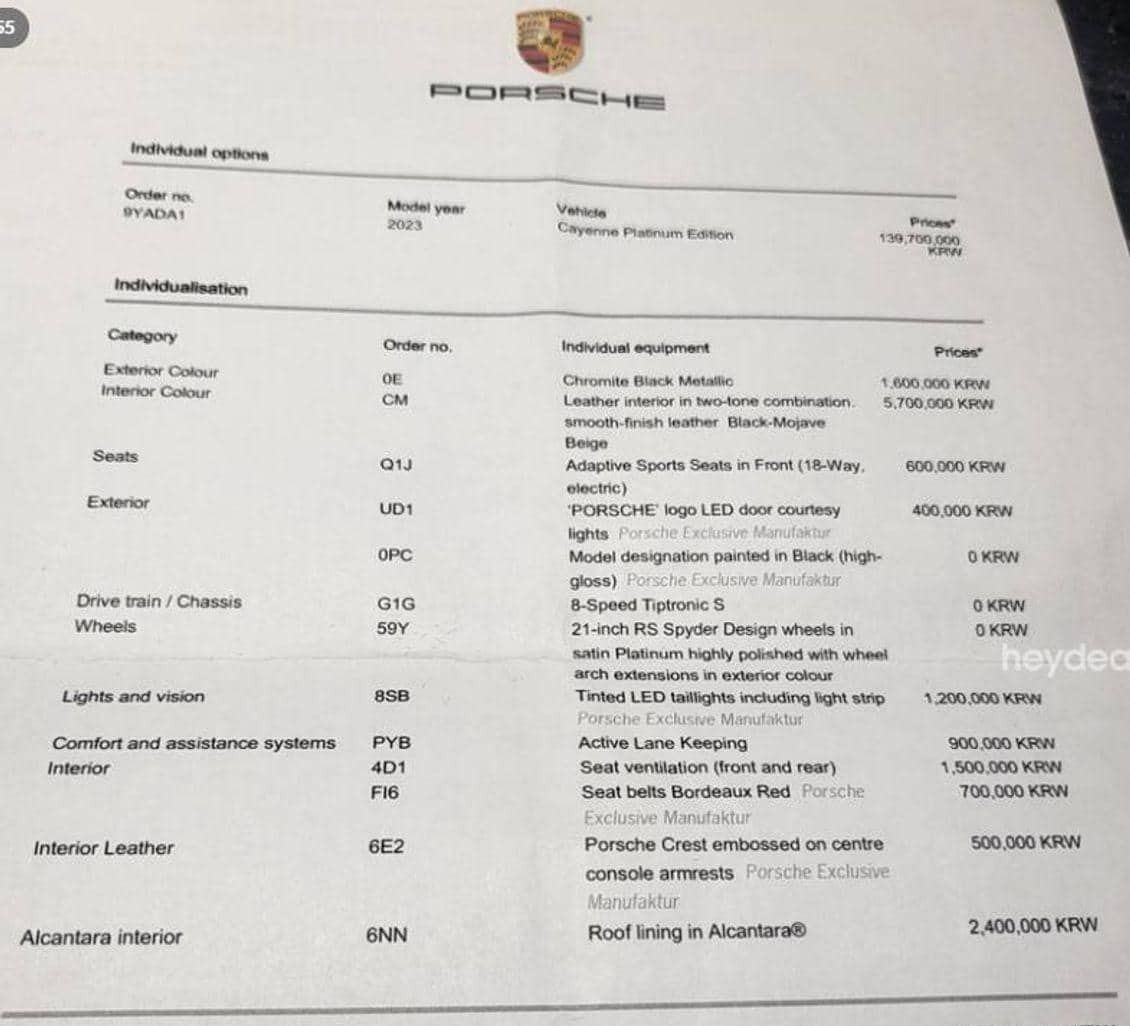 55
PORSCHE
Individual options
Order no. Model year Vehicle Prices*
9YADA1 2023 Cayenne Platinum Edition 139,700,000
KRW
Individualisation
Category Order no. Individual equipment Prices*
Exterior Colour 0E Chromite Black Metallic 1,600,000 KRW
Interior Colour CM Leather interior in two-tone combination, 5,700,000 KRW
smooth-finish leather Black-Mojave
Beige
Seats Q1J Adaptive Sports Seats in Front (18-Way, 600,000 KRW
electric)
Exterior UD1 'PORSCHE' logo LED door courtesy 400,000 KRW
lights Porsche Exclusive Manufaktur
0PC Model designation painted in Black (high- 0 KRW
gloss) Porsche Exclusive Manufaktur
Drive train / Chassis G1G 8-Speed Tiptronic S 0 KRW
Wheels 59Y 21-inch RS Spyder Design wheels in 0 KRW
satin Platinum highly polished with wheel
arch extensions in exterior colour
heydea
Lights and vision 8SB Tinted LED taillights including light strip 1,200,000 KRW
Porsche Exclusive Manufaktur
Comfort and assistance systems PYB Active Lane Keeping 900,000 KRW
Interior 4D1 Seat ventilation (front and rear) 1,500,000 KRW
FI6 Seat belts Bordeaux Red Porsche 700,000 KRW
Exclusive Manufaktur
Interior Leather 6E2 Porsche Crest embossed on centre 500,000 KRW
console armrests Porsche Exclusive
Manufaktur
Alcantara interior 6NN Roof lining in Alcantara® 2,400,000 KRW